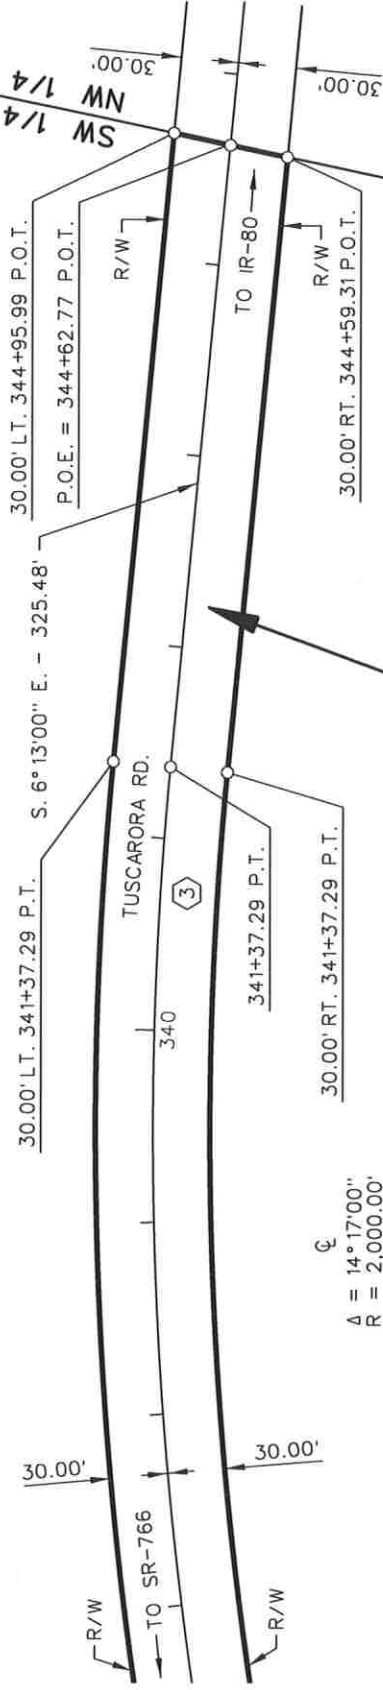 30.00' LT. 341+37.29 P.T.
S. 6°13'00" E. - 325.48'
30.00' LT. 344+95.99 P.O.T.
P.O.E. = 344+62.77 P.O.T.
SW 1/4
NW 1/4
30.00'
R/W
TUSCARORA RD.
3
340
341+37.29 P.T.
30.00' RT. 341+37.29 P.T.
TO IR-80
R/W
30.00' RT. 344+59.31 P.O.T.
30.00'
30.00'
30.00'
R/W
TO SR-766
R/W
℄
Δ = 14°17'00"
R = 2,000.00'